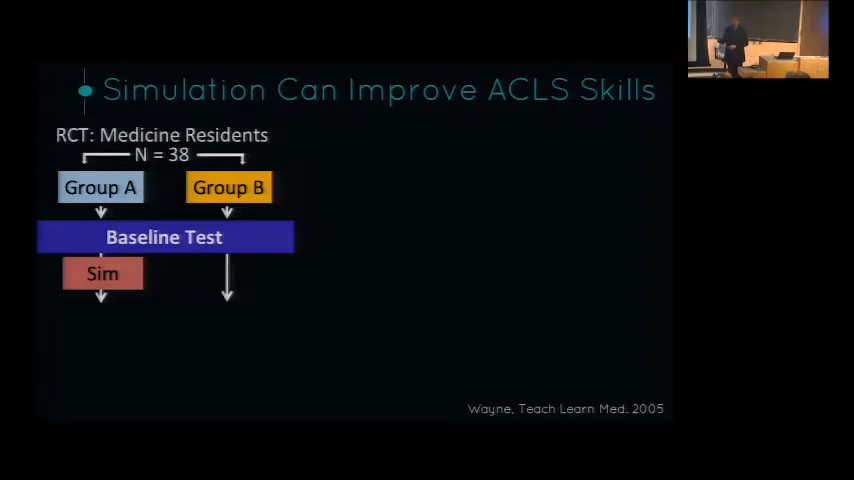 Simulation Can Improve ACLS Skills
RCT: Medicine Residents
N = 38
Group A
Group B
Baseline Test
Sim
Wayne, Teach Learn Med. 2005